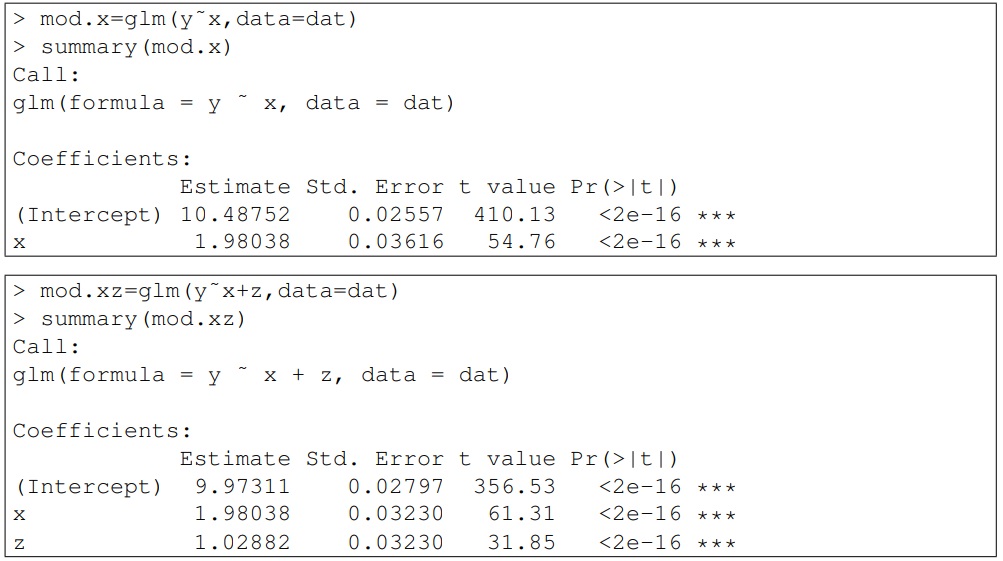 > mod.x=glm(y˜x,data=dat)
> summary(mod.x)
Call:
glm(formula = y ˜ x, data = dat)
Coefficients:
Estimate Std. Error t value Pr(>|t|)
(Intercept) 10.48752 0.02557 410.13 <2e-16 ***
x 1.98038 0.03616 54.76 <2e-16 ***
> mod.xz=glm(y˜x+z,data=dat)
> summary(mod.xz)
Call:
glm(formula = y ˜ x + z, data = dat)
Coefficients:
Estimate Std. Error t value Pr(>|t|)
(Intercept) 9.97311 0.02797 356.53 <2e-16 ***
x 1.98038 0.03230 61.31 <2e-16 ***
z 1.02882 0.03230 31.85 <2e-16 ***